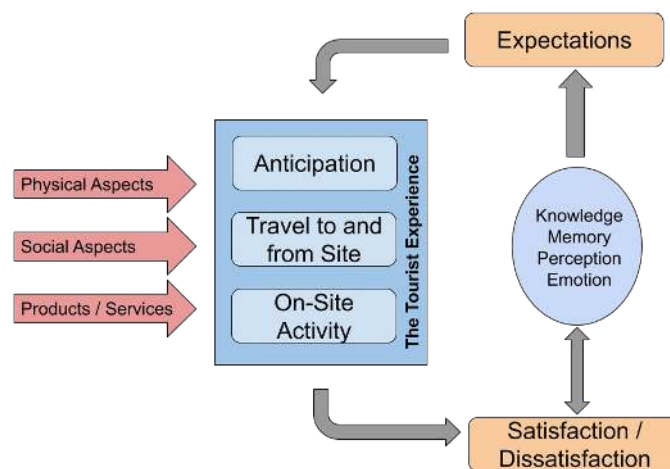 Expectations
Anticipation
Physical Aspects
Travel to and
from Site
Social Aspects
On-Site
Activity
Products / Services
The Tourist Experience
Knowledge
Memory
Perception
Emotion
Satisfaction /
Dissatisfaction